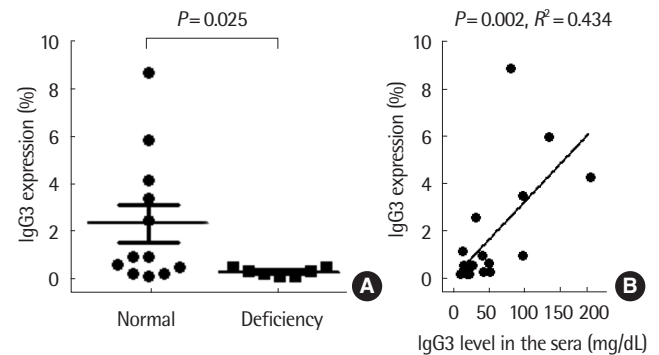 P=0.025
10
8
6
4
2
0
IgG3 expression (%)
Normal Deficiency
A
P=0.002, R²=0.434
10
8
6
4
2
0
IgG3 expression (%)
0 50 100 150 200
IgG3 level in the sera (mg/dL)
B